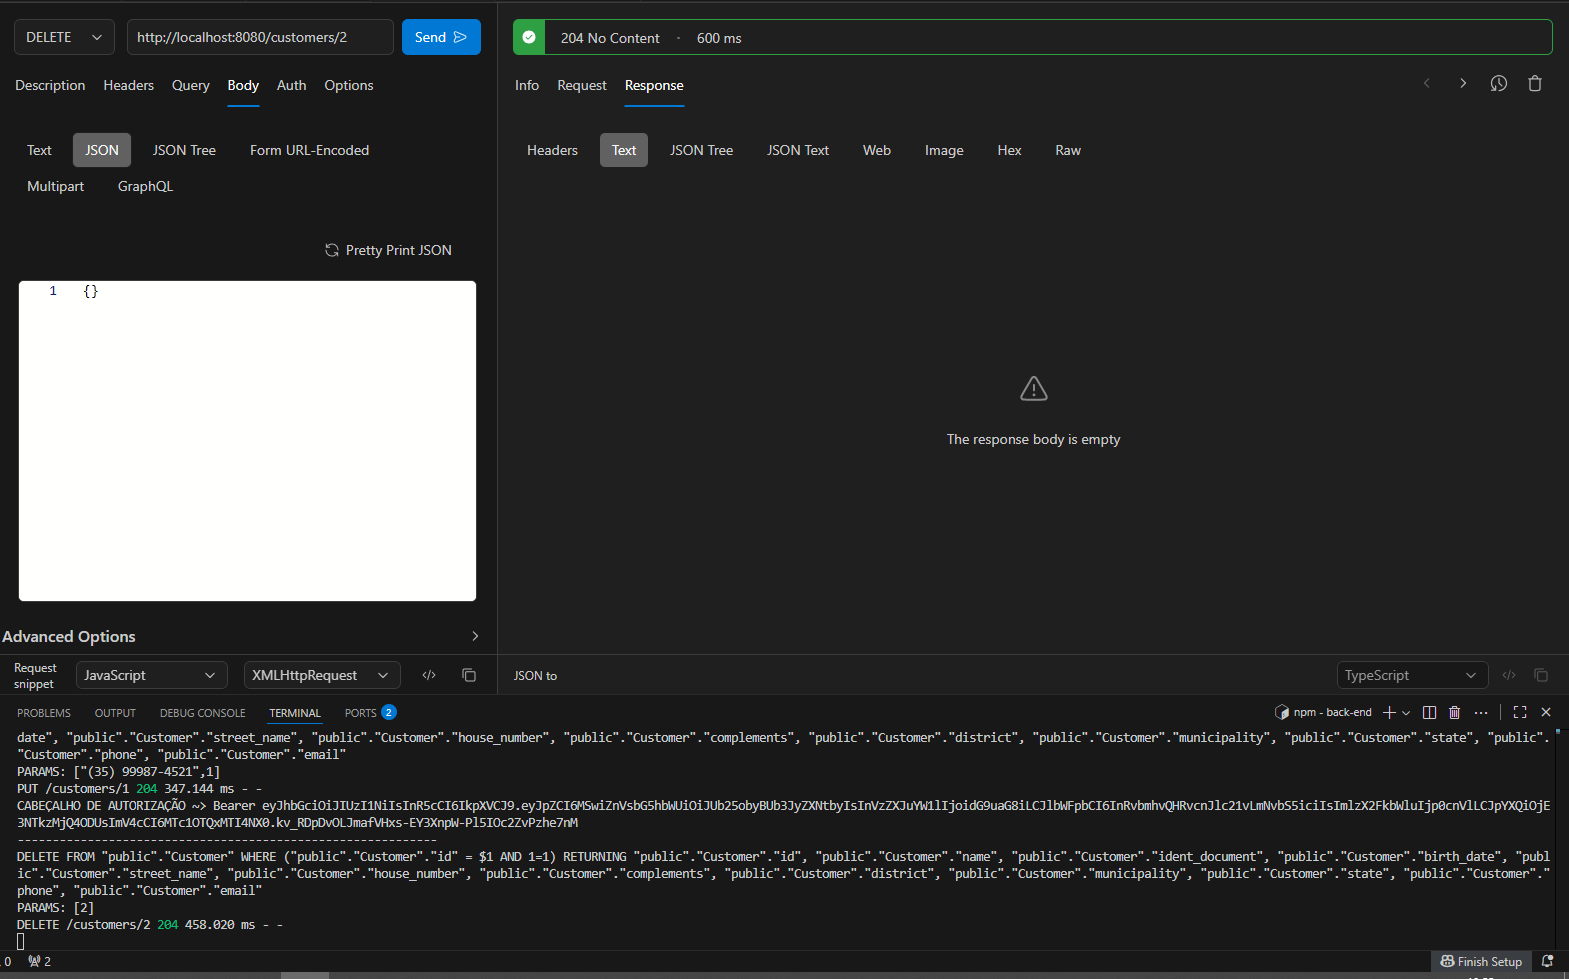 DELETE
http://localhost:8080/customers/2
Send
204 No Content · 600 ms
Description Headers Query Body Auth Options
Info Request Response
Text JSON JSON Tree Form URL-Encoded
Multipart GraphQL
Headers Text JSON Tree JSON Text Web Image Hex Raw
Pretty Print JSON
1 {}
The response body is empty
Advanced Options
Request snippet JavaScript XMLHttpRequest
JSON to TypeScript
PROBLEMS OUTPUT DEBUG CONSOLE TERMINAL PORTS 2
npm - back-end
date", "public"."Customer"."street_name", "public"."Customer"."house_number", "public"."Customer"."complements", "public"."Customer"."district", "public"."Customer"."municipality", "public"."Customer"."state", "public".
"Customer"."phone", "public"."Customer"."email"
PARAMS: ["(35) 99987-4521",1]
PUT /customers/1 204 347.144 ms - -
CABEÇALHO DE AUTORIZAÇÃO ~> Bearer
------------------------------------------------------------
DELETE FROM "public"."Customer" WHERE ("public"."Customer"."id" = $1 AND 1=1) RETURNING "public"."Customer"."id", "public"."Customer"."name", "public"."Customer"."ident_document", "public"."Customer"."birth_date", "publ
ic"."Customer"."street_name", "public"."Customer"."house_number", "public"."Customer"."complements", "public"."Customer"."district", "public"."Customer"."municipality", "public"."Customer"."state", "public"."Customer"."
phone", "public"."Customer"."email"
PARAMS: [2]
DELETE /customers/2 204 458.020 ms - -
0 2
Finish Setup